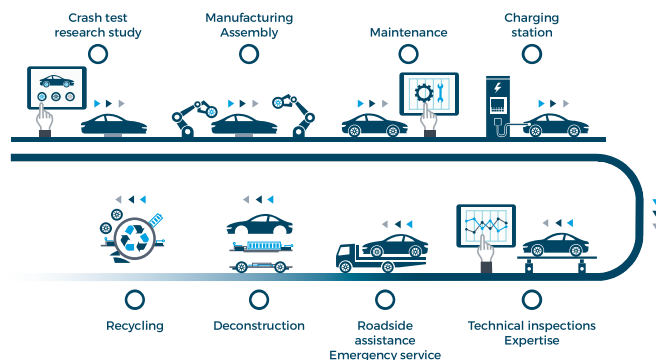 Crash test
research study
Manufacturing
Assembly
Maintenance
Charging
station
Recycling
Deconstruction
Roadside
assistance
Emergency service
Technical inspections
Expertise